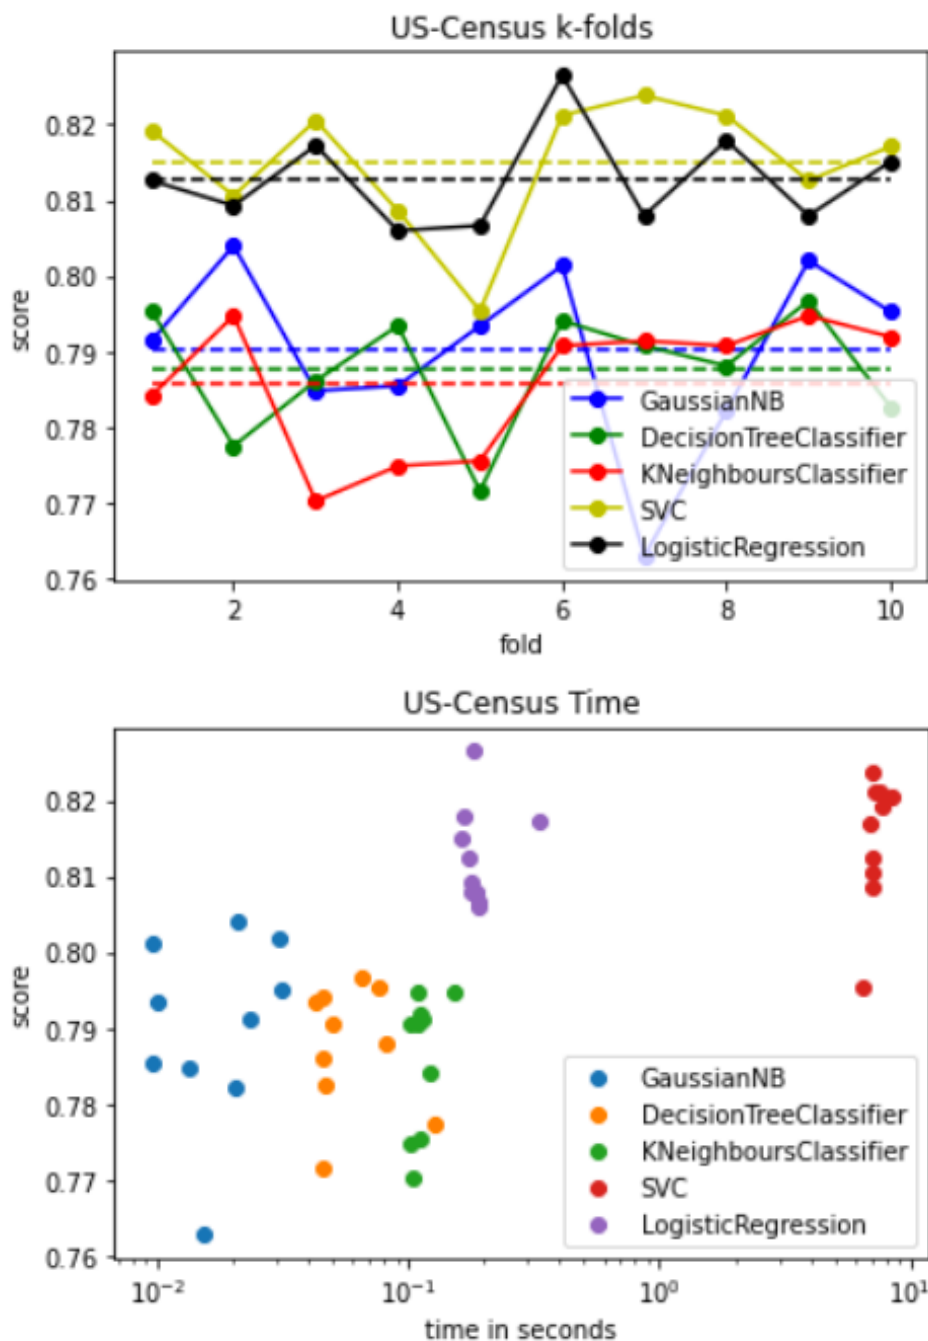 US-Census k-folds
0.82
0.81
0.80
0.79
0.78
0.77
0.76
score
GaussianNB
DecisionTreeClassifier
KNeighboursClassifier
SVC
LogisticRegression
2
4
6
8
10
fold
US-Census Time
0.82
0.81
0.80
0.79
0.78
0.77
0.76
score
GaussianNB
DecisionTreeClassifier
KNeighboursClassifier
SVC
LogisticRegression
10⁻²
10⁻¹
10⁰
10¹
time in seconds